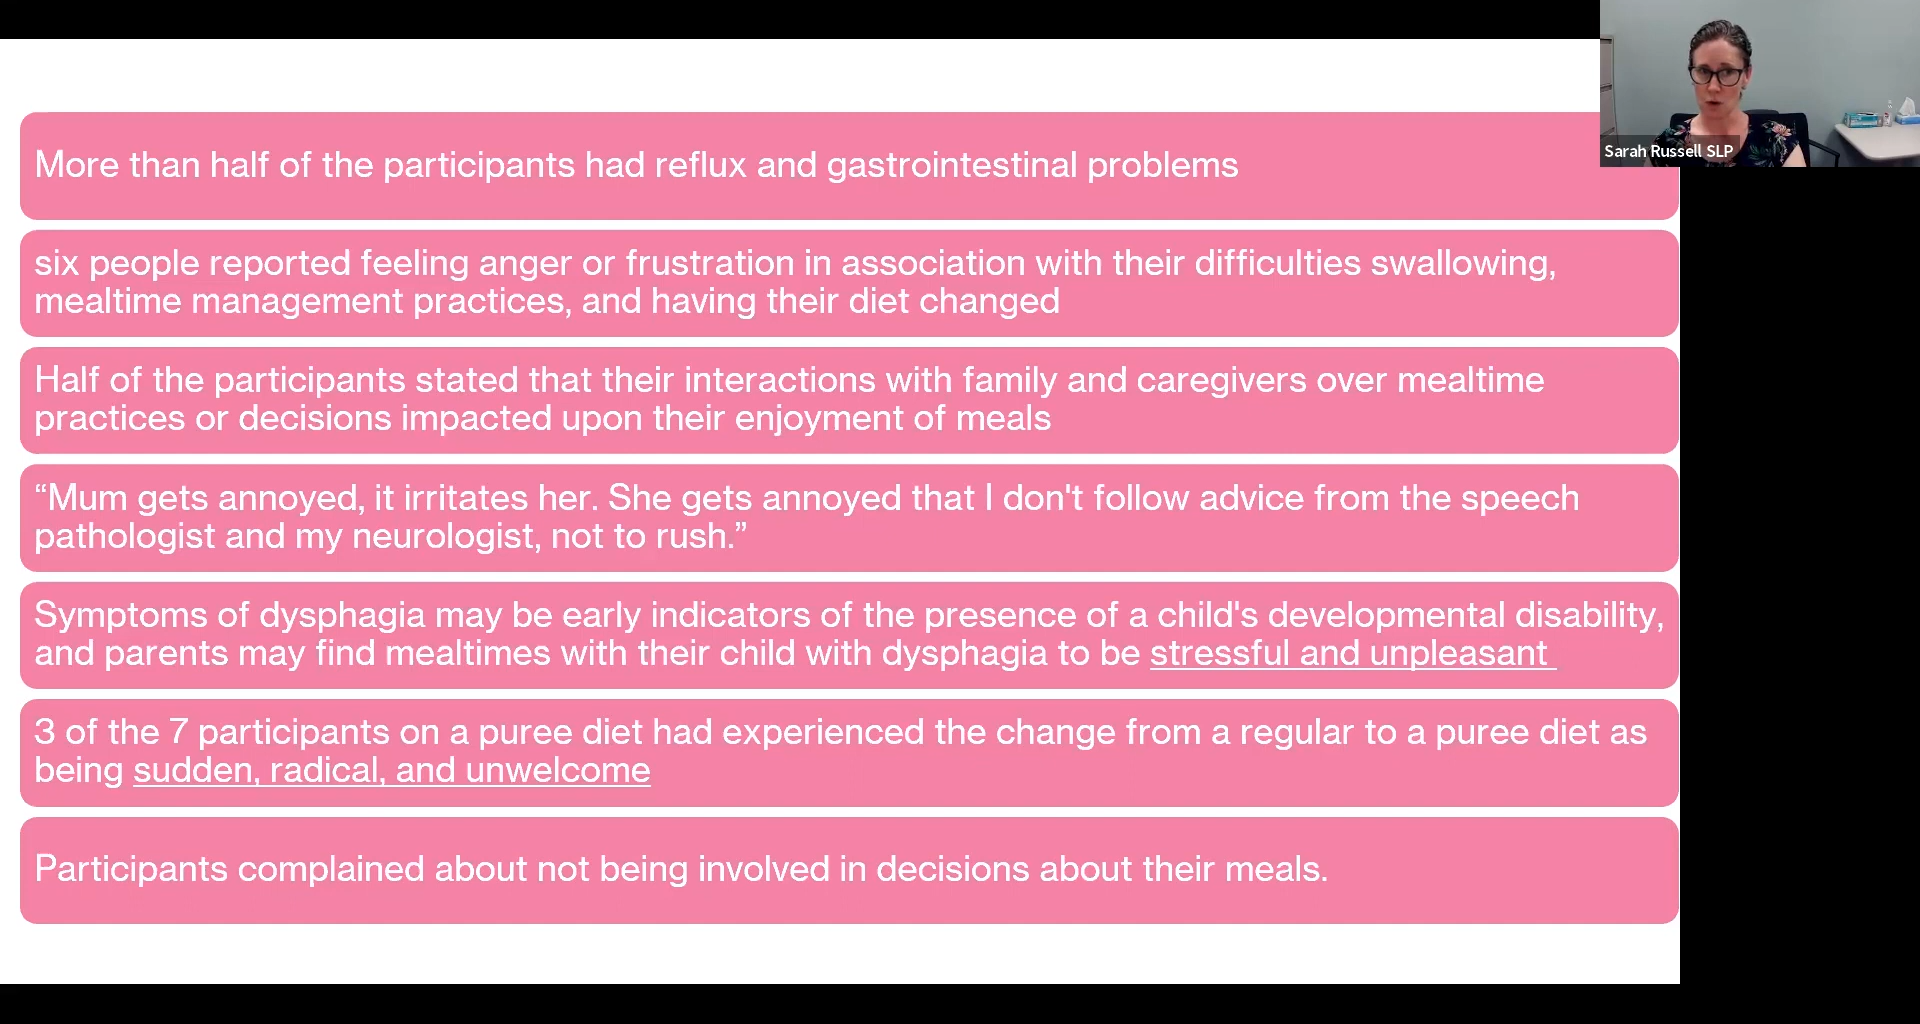 Sarah Russell SLP
More than half of the participants had reflux and gastrointestinal problems
six people reported feeling anger or frustration in association with their difficulties swallowing,
mealtime management practices, and having their diet changed
Half of the participants stated that their interactions with family and caregivers over mealtime
practices or decisions impacted upon their enjoyment of meals
“Mum gets annoyed, it irritates her. She gets annoyed that I don't follow advice from the speech
pathologist and my neurologist, not to rush.”
Symptoms of dysphagia may be early indicators of the presence of a child's developmental disability,
and parents may find mealtimes with their child with dysphagia to be stressful and unpleasant
3 of the 7 participants on a puree diet had experienced the change from a regular to a puree diet as
being sudden, radical, and unwelcome
Participants complained about not being involved in decisions about their meals.